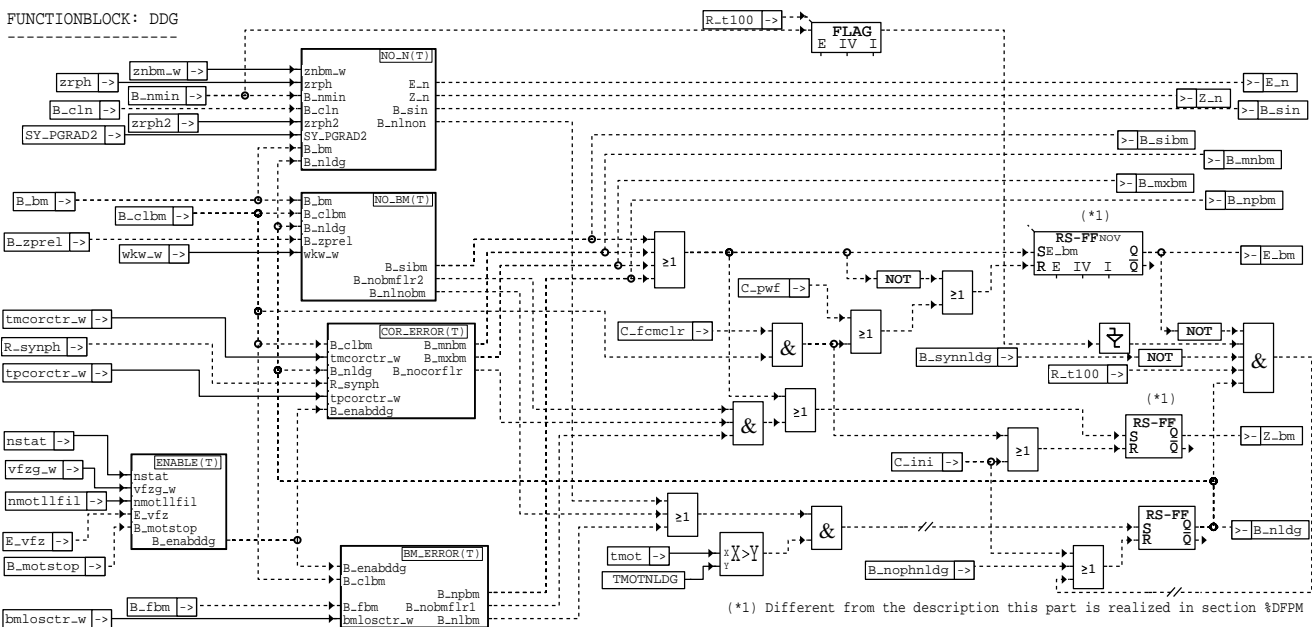 FUNCTIONBLOCK: DDG
R_t100 ->
FLAG
E IV I
NO_N(T)
znbm_w ->
znbm_w
zrph ->
zrph
E_n
>- E_n
B_nmin ->
B_nmin
Z_n
>- Z_n
B_cln ->
B_cln
B_sin
>- B_sin
zrph2 ->
zrph2
B_nlnon
SY_PGRAD2 ->
SY_PGRAD2
B_bm
B_nldg
>- B_sibm
>- B_mnbm
>- B_mxbm
>- B_npbm
B_bm ->
B_bm
NO_BM(T)
B_clbm ->
B_clbm
B_nldg
B_zprel ->
B_zprel
wkw_w ->
wkw_w
B_sibm
B_nobmflr2
B_nlnobm
≥1
(*1)
RS-FF NOV
S E_bm Q
R E IV I Q
>- E_bm
NOT
≥1
C_pwf ->
≥1
C_fcmclr ->
&
COR_ERROR(T)
tmcorctr_w ->
B_clbm
B_mnbm
tmcorctr_w
B_mxbm
R_synph ->
B_nldg
B_nocorflr
R_synph
tpcorctr_w ->
tpcorctr_w
B_enabddg
NOT
B_synnldg ->
NOT
R_t100 ->
&
(*1)
RS-FF
S Q
R Q
>- Z_bm
&
≥1
C_ini ->
≥1
nstat ->
ENABLE(T)
nstat
vfzg_w ->
vfzg_w
nmotllfil ->
nmotllfil
E_vfz
B_motstop
B_enabddg
E_vfz ->
B_motstop ->
≥1
&
RS-FF
S Q
R Q
>- B_nldg
tmot ->
X
Y
X>Y
TMOTNLDG
B_nophnldg ->
≥1
BM_ERROR(T)
B_enabddg
B_clbm
B_npbm
B_fbm ->
B_fbm
B_nobmflr1
bmlosctr_w ->
bmlosctr_w
B_nlbm
(*1) Different from the description this part is realized in section %DFPM